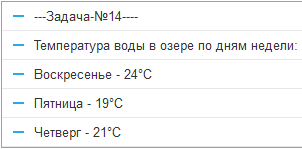 ---Задача-№14----
Температура воды в озере по дням недели:
Воскресенье - 24°C
Пятница - 19°C
Четверг - 21°C